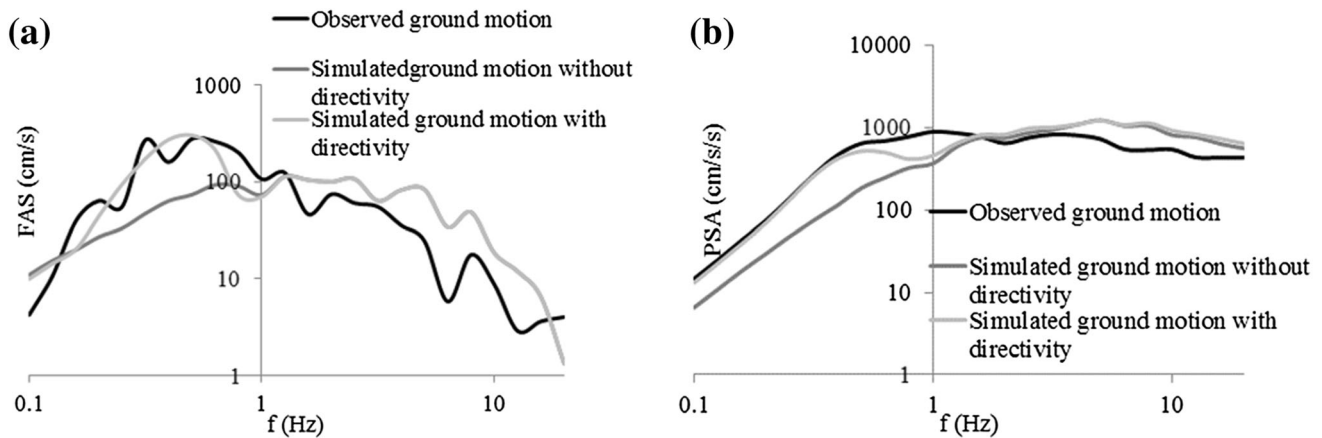 (a)
Observed ground motion
Simulatedground motion without
directivity
Simulated ground motion with
directivity
1000
100
10
1
FAS (cm/s)
0.1
1
10
f (Hz)
(b)
10000
1000
100
10
1
PSA (cm/s/s)
Observed ground motion
Simulated ground motion without
directivity
Simulated ground motion with
directivity
0.1
1
10
f (Hz)